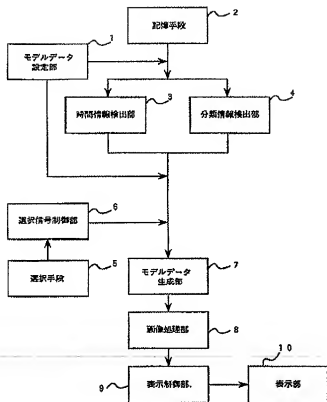 2
記憶手段
1
モデルデータ
設定部
3
時間情報検出部
4
分類情報検出部
6
選択信号制御部
5
選択手段
7
モデルデータ
生成部
8
画像処理部
10
9
表示制御部.
表示部